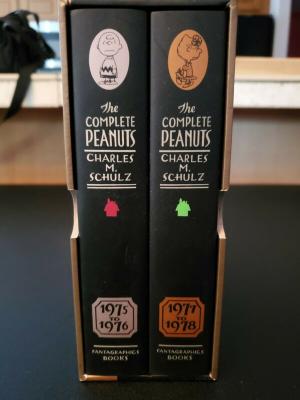 The
COMPLETE
PEANUTS
CHARLES
M.
SCHULZ
1975
TO
1976
FANTAGRAPHICS
BOOKS
The
COMPLETE
PEANUTS
CHARLES
M.
SCHULZ
1977
TO
1978
FANTAGRAPHICS
BOOKS